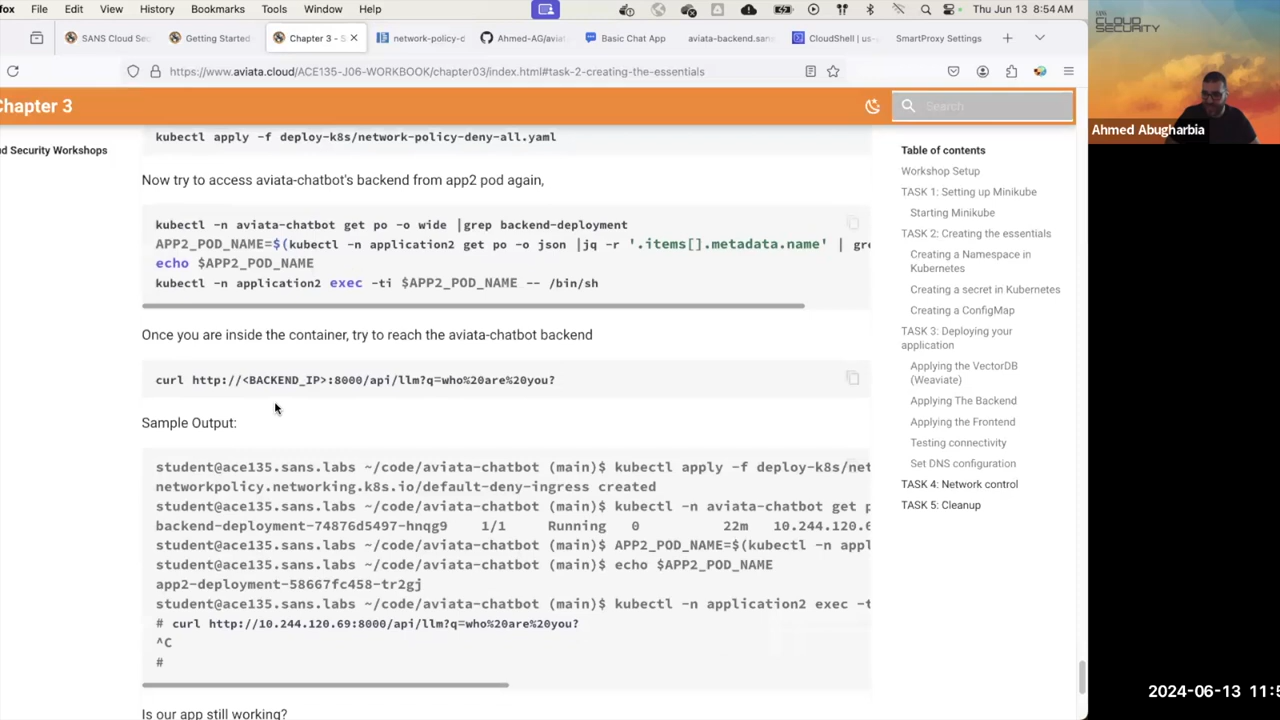 fox File Edit View History Bookmarks Tools Window Help Thu Jun 13 8:54 AM
SANS Cloud Sec Getting Started Chapter 3 – S network-policy-d Ahmed-AG/aviat Basic Chat App aviata-backend.san CloudShell | us- SmartProxy Settings
https://www.aviata.cloud/ACE135-J06-WORKBOOK/chapter03/index.html#task-2-creating-the-essentials
Chapter 3
Search
kubectl apply -f deploy-k8s/network-policy-deny-all.yaml
d Security Workshops
Now try to access aviata-chatbot's backend from app2 pod again,
kubectl -n aviata-chatbot get po -o wide |grep backend-deployment
APP2_POD_NAME=$(kubectl -n application2 get po -o json |jq -r '.items[].metadata.name' | gre
echo $APP2_POD_NAME
kubectl -n application2 exec -ti $APP2_POD_NAME -- /bin/sh
Once you are inside the container, try to reach the aviata-chatbot backend
curl http://<BACKEND_IP>:8000/api/llm?q=who%20are%20you?
Sample Output:
student@ace135.sans.labs ~/code/aviata-chatbot (main)$ kubectl apply -f deploy-k8s/net
networkpolicy.networking.k8s.io/default-deny-ingress created
student@ace135.sans.labs ~/code/aviata-chatbot (main)$ kubectl -n aviata-chatbot get p
backend-deployment-74876d5497-hnqg9 1/1 Running 0 22m 10.244.120.6
student@ace135.sans.labs ~/code/aviata-chatbot (main)$ APP2_POD_NAME=$(kubectl -n appl
student@ace135.sans.labs ~/code/aviata-chatbot (main)$ echo $APP2_POD_NAME
app2-deployment-58667fc458-tr2gj
student@ace135.sans.labs ~/code/aviata-chatbot (main)$ kubectl -n application2 exec -t
# curl http://10.244.120.69:8000/api/llm?q=who%20are%20you?
^C
#
Is our app still working?
Table of contents
Workshop Setup
TASK 1: Setting up Minikube
Starting Minikube
TASK 2: Creating the essentials
Creating a Namespace in
Kubernetes
Creating a secret in Kubernetes
Creating a ConfigMap
TASK 3: Deploying your
application
Applying the VectorDB
(Weaviate)
Applying The Backend
Applying the Frontend
Testing connectivity
Set DNS configuration
TASK 4: Network control
TASK 5: Cleanup
CLOUD
SECURITY
Ahmed Abugharbia
2024-06-13 11:5